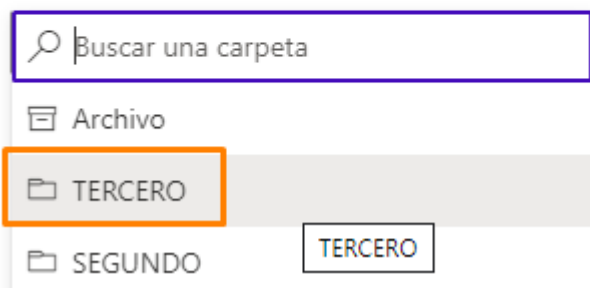 Buscar una carpeta
Archivo
TERCERO
TERCERO
SEGUNDO